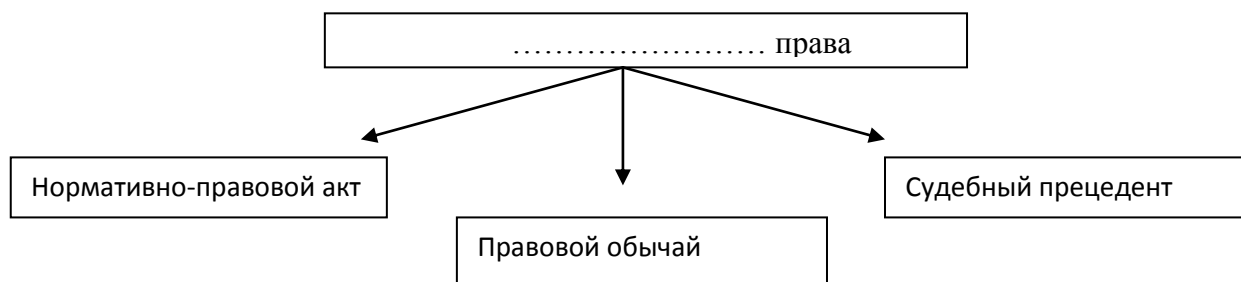 …………………… права
Нормативно-правовой акт
Судебный прецедент
Правовой обычай